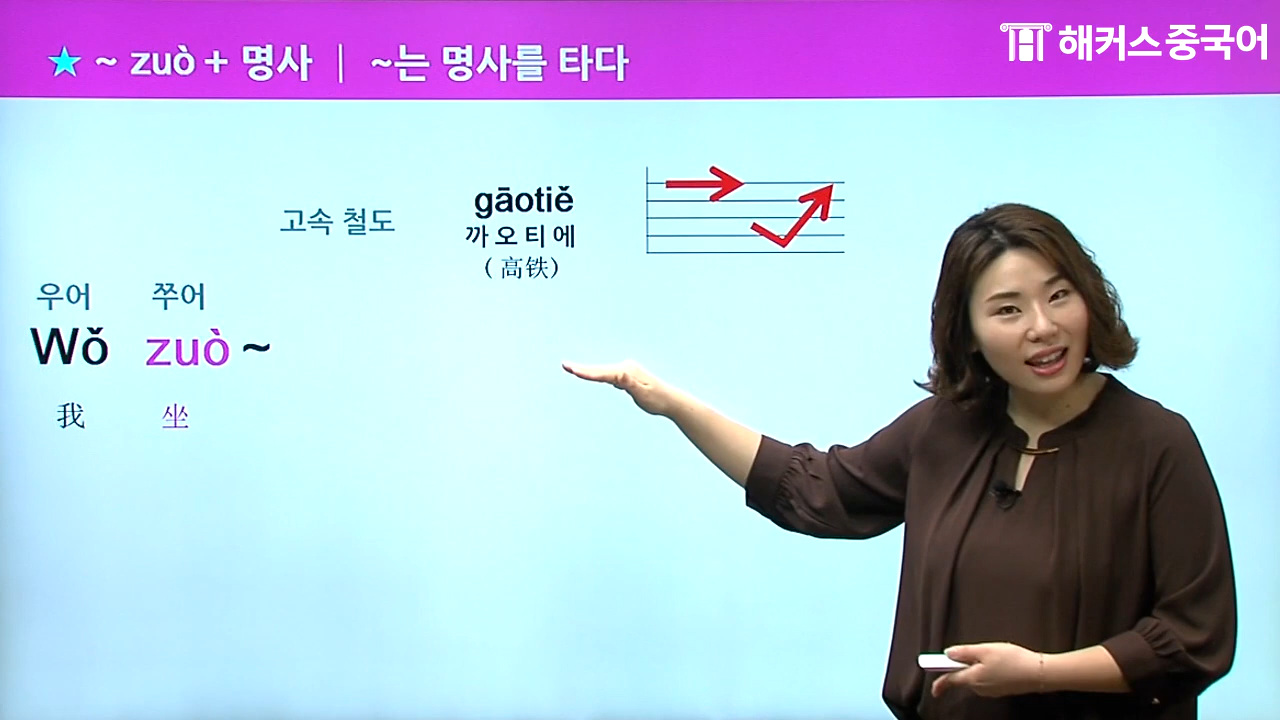 ★ ~ zuò + 명사 | ~는 명사를 타다
해커스중국어
고속 철도
gāotiě
까 오 티 에
( 高铁)
우어 쭈어
Wǒ zuò ~
我 坐